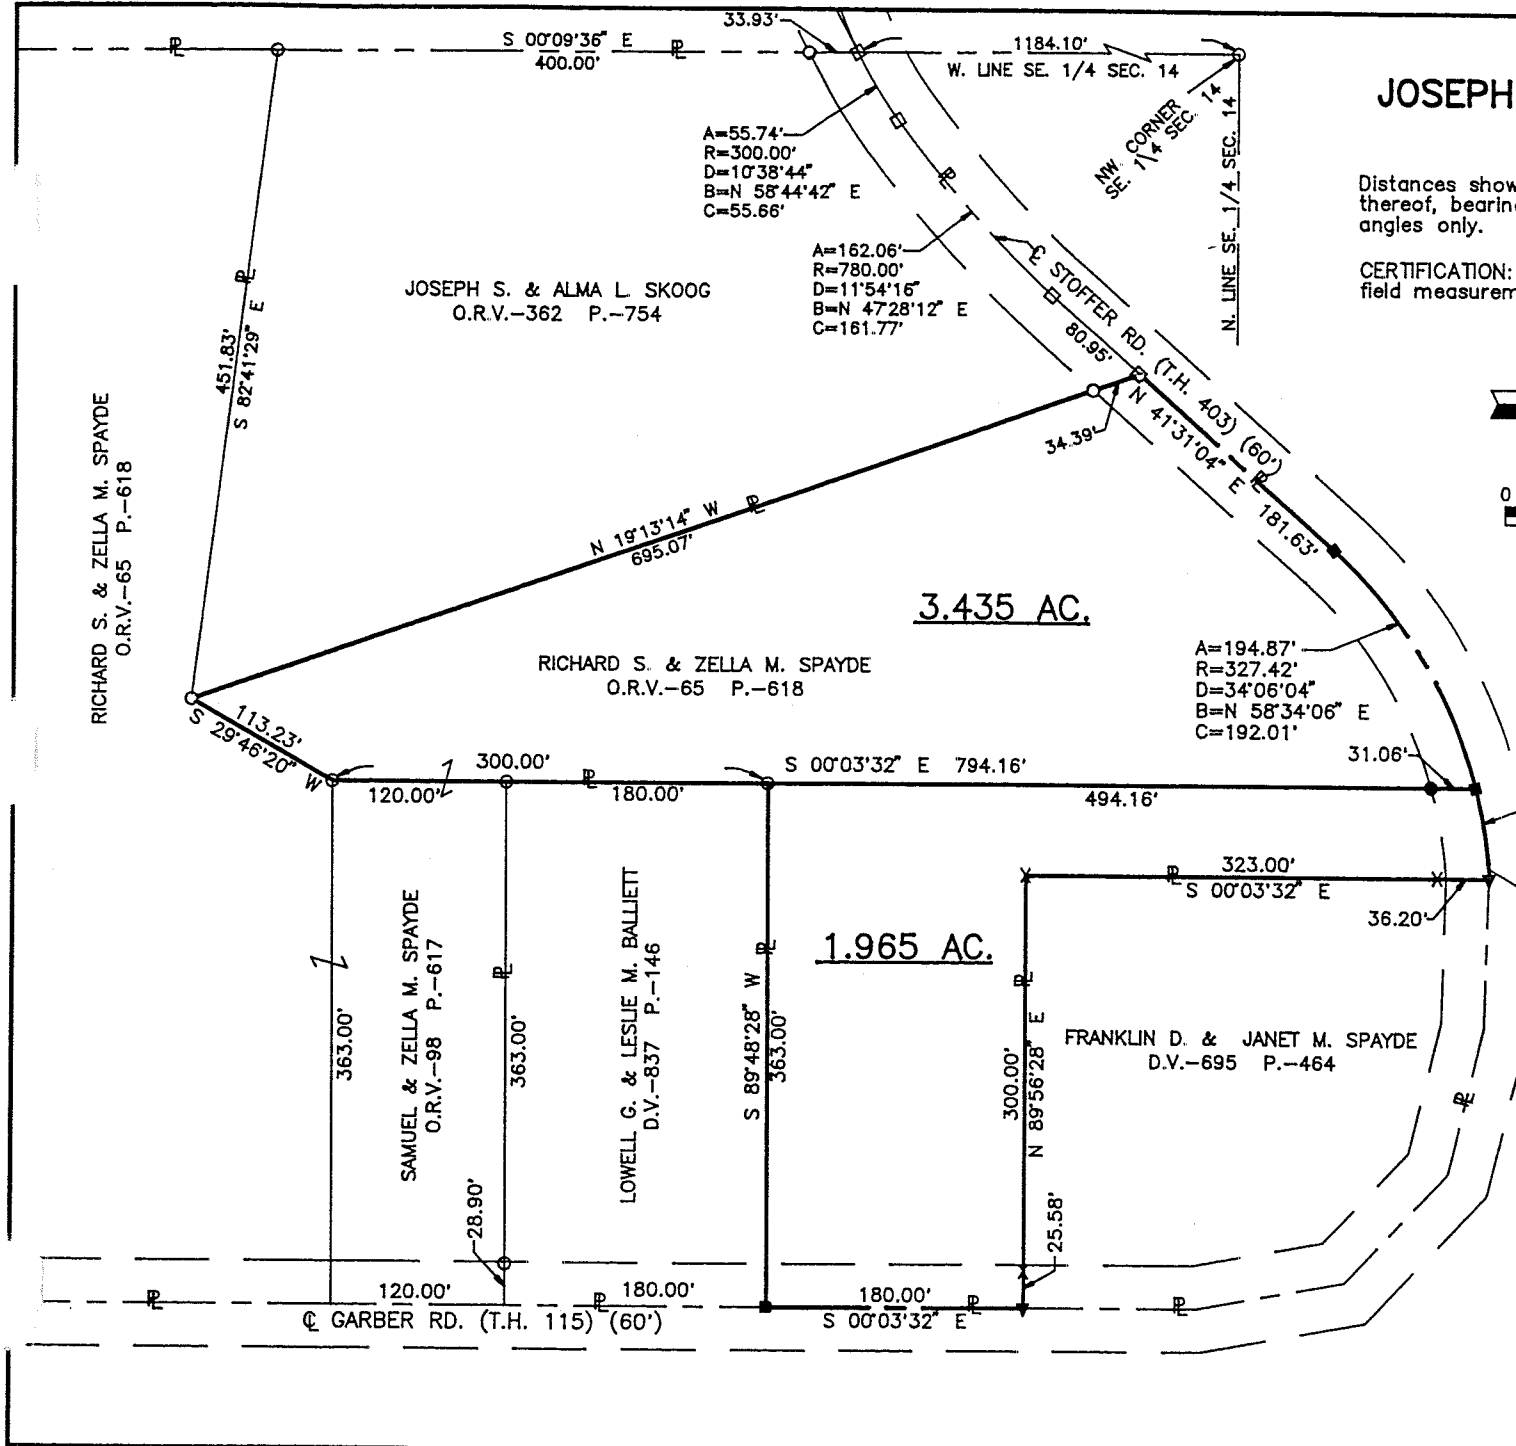 33.93'
S 00°09'36" E
400.00'
1184.10'
W. LINE SE. 1/4 SEC. 14
NW. CORNER
SE. 1\4 SEC. 14
N. LINE SE. 1/4 SEC. 14
JOSEPH
Distances show
thereof, bearin
angles only.
CERTIFICATION:
field measurem
A=55.74'
R=300.00'
D=10°38'44"
B=N 58°44'42" E
C=55.66'
A=162.06'
R=780.00'
D=11°54'16"
B=N 47°28'12" E
C=161.77'
JOSEPH S. & ALMA L. SKOOG
O.R.V.-362 P.-754
451.83'
S 82°41'29" E
RICHARD S. & ZELLA M. SPAYDE
O.R.V.-65 P.-618
℄ STOFFER RD. (T.H. 403) (60')
80.95'
34.39'
N 41°31'04" E 181.63'
0
N 19°13'14" W
695.07'
3.435 AC.
RICHARD S. & ZELLA M. SPAYDE
O.R.V.-65 P.-618
A=194.87'
R=327.42'
D=34°06'04"
B=N 58°34'06" E
C=192.01'
113.23'
S 29°46'20" W
300.00'
120.00'
180.00'
S 00°03'32" E 794.16'
494.16'
31.06'
323.00'
S 00°03'32" E
36.20'
1.965 AC.
363.00'
SAMUEL & ZELLA M. SPAYDE
O.R.V.-98 P.-617
363.00'
LOWELL G. & LESLIE M. BALLIETT
D.V.-837 P.-146
S 89°48'28" W
363.00'
300.00'
N 89°56'28" E
FRANKLIN D. & JANET M. SPAYDE
D.V.-695 P.-464
28.90'
25.58'
120.00'
180.00'
180.00'
S 00°03'32" E
℄ GARBER RD. (T.H. 115) (60')